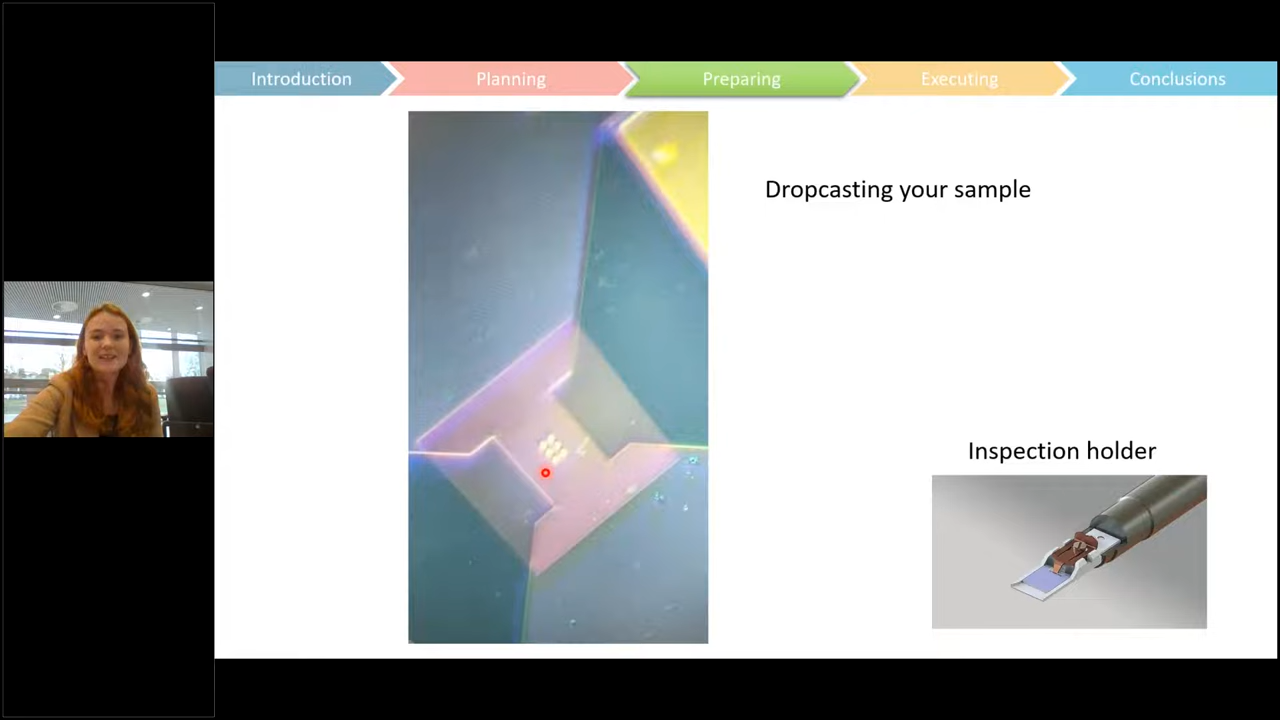 Introduction
Planning
Preparing
Executing
Conclusions
Dropcasting your sample
Inspection holder